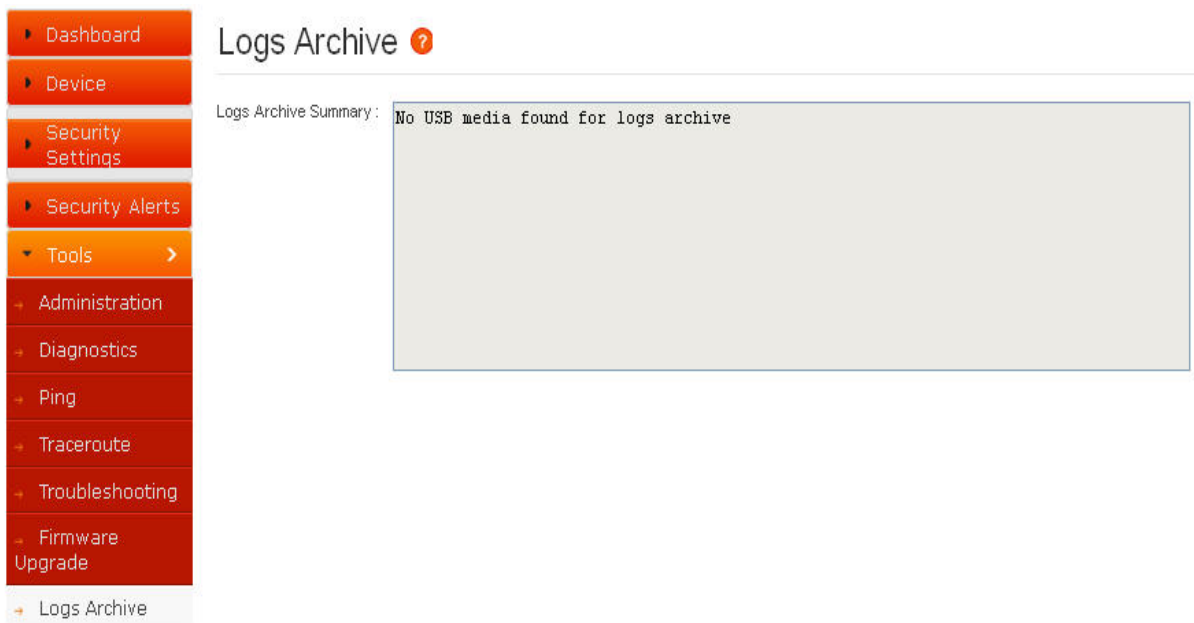 Dashboard
Device
Security
Settings
Security Alerts
Tools
Administration
Diagnostics
Ping
Traceroute
Troubleshooting
Firmware
Upgrade
Logs Archive
Logs Archive ?
Logs Archive Summary :
No USB media found for logs archive